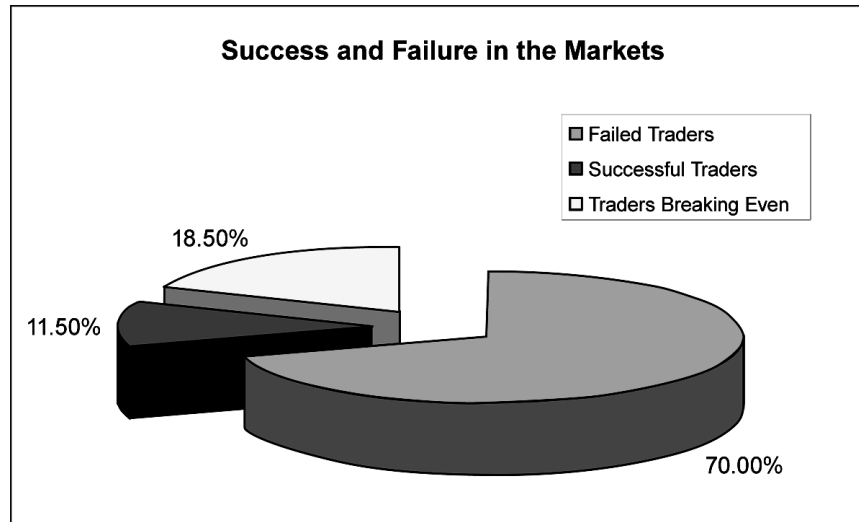 Success and Failure in the Markets
Failed Traders
Successful Traders
Traders Breaking Even
18.50%
11.50%
70.00%